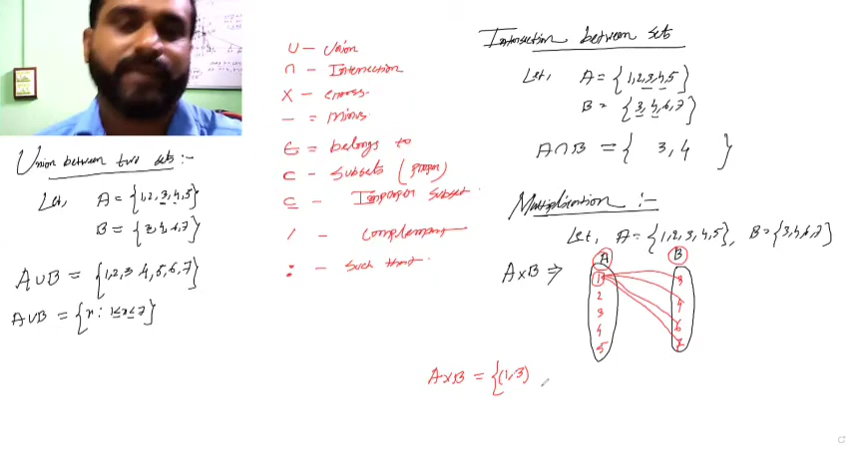 Union between two sets :-
Let, A = {1,2,3,4,5}
B = {3,4,6,7}
A∪B = {1,2,3 4,5,6,7}
A∪B = {x : 1≤x≤7}
∪ - Union
∩ - Intersection
X - cross
- = minus
∈ = belongs to
⊂ - Subsets (proper)
⊆ - Improper Subset
/ - Complement
: - Such that
Intersection between sets
Let, A = {1,2,3,4,5}
B = {3,4,6,7}
A∩B = { 3,4 }
Multiplication :-
Let, A = {1,2,3,4,5}, B = {3,4,6,7}
A×B ⇒
A B
1 3
2 4
3 6
4 7
5
A×B = {(1,3)